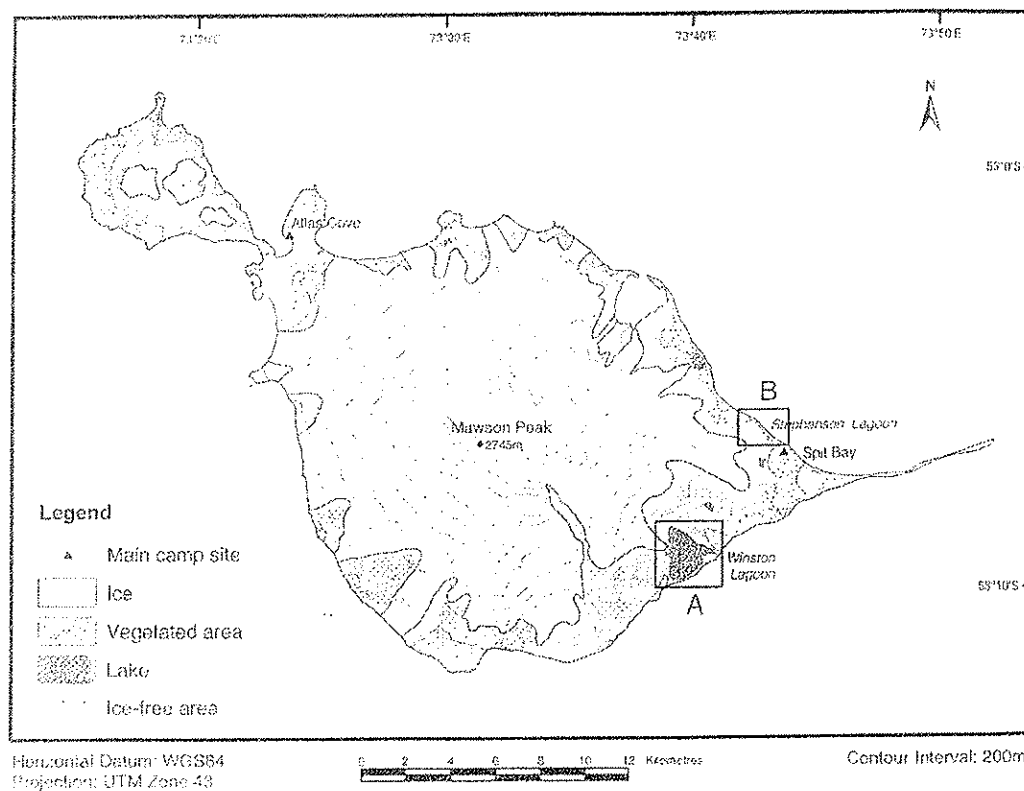 73°30'E 73°40'E 73°50'E
N
53°0'S
Atlas Cove
B
Stephenson Lagoon
Mawson Peak
2745m
Spit Bay
Legend
Main camp site
Ice
Vegetated area
Lake
Ice-free area
Winston
Lagoon
A
53°10'S
Horizontal Datum: WGS84
Projection: UTM Zone 43
0 2 4 6 8 10 12 Kilometres
Contour Interval: 200m